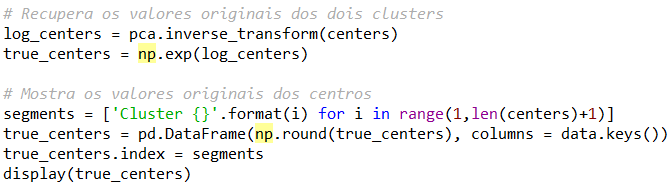 # Recupera os valores originais dos dois clusters
log_centers = pca.inverse_transform(centers)
true_centers = np.exp(log_centers)
# Mostra os valores originais dos centros
segments = ['Cluster {}'.format(i) for i in range(1,len(centers)+1)]
true_centers = pd.DataFrame(np.round(true_centers), columns = data.keys())
true_centers.index = segments
display(true_centers)